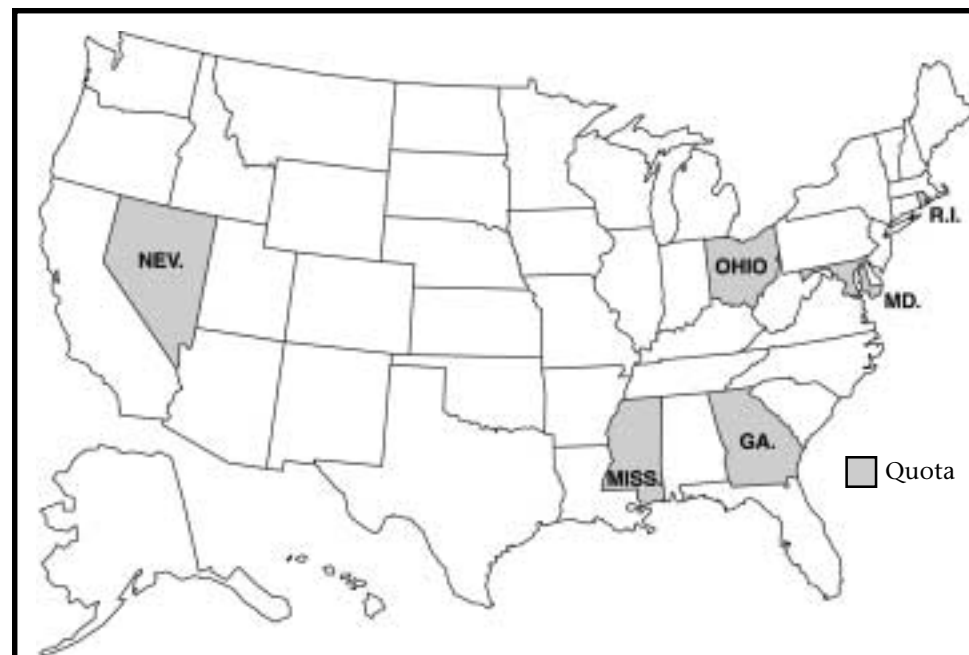 R.I.
NEV.
OHIO
MD.
GA.
MISS.
Quota